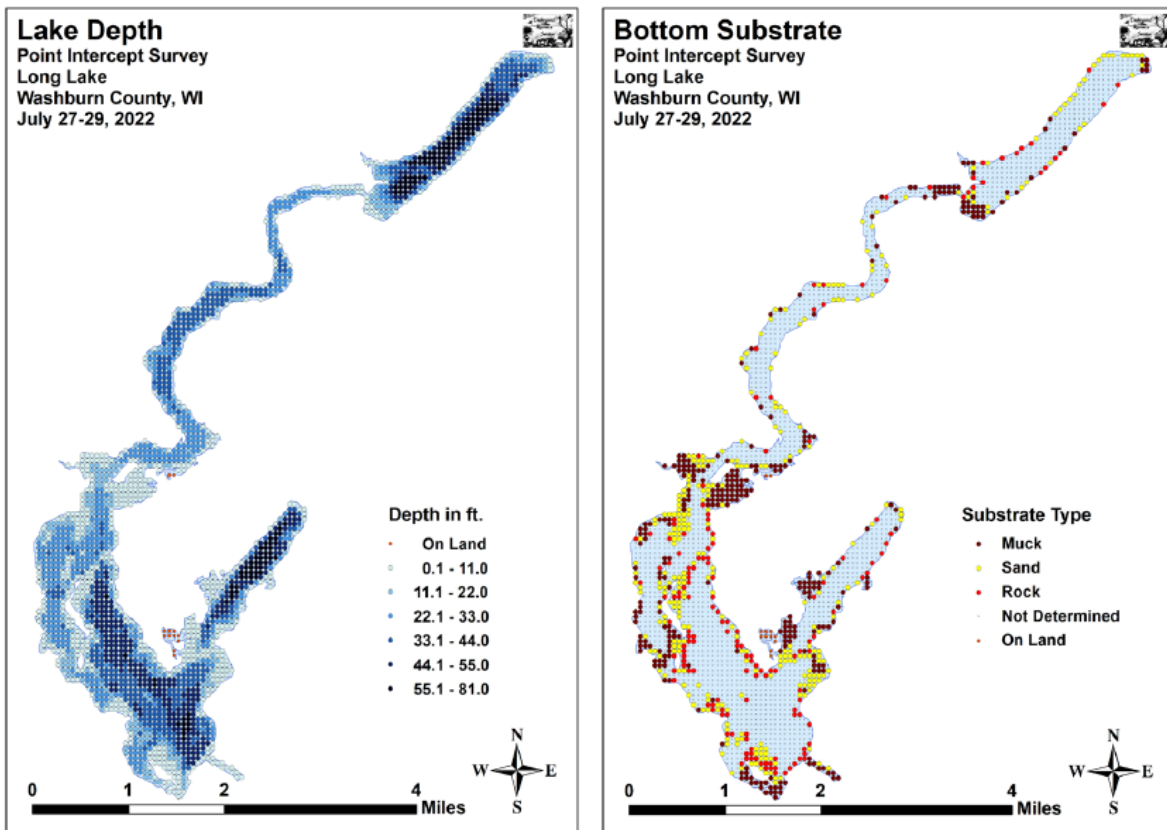 Lake Depth
Point Intercept Survey
Long Lake
Washburn County, WI
July 27-29, 2022
Depth in ft.
On Land
0.1 - 11.0
11.1 - 22.0
22.1 - 33.0
33.1 - 44.0
44.1 - 55.0
55.1 - 81.0
N
W E
S
0 1 2 4
Miles
Bottom Substrate
Point Intercept Survey
Long Lake
Washburn County, WI
July 27-29, 2022
Substrate Type
Muck
Sand
Rock
Not Determined
On Land
N
W E
S
0 1 2 4
Miles